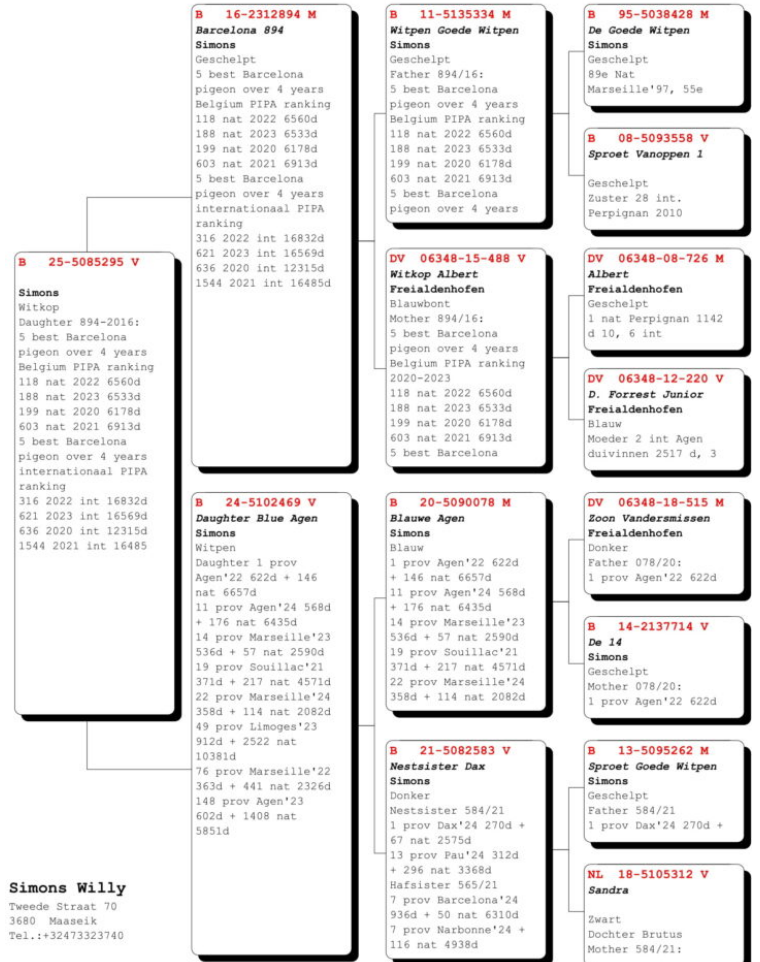 B 25-5085295 V
Simons
Witkop
Daughter 894-2016:
5 best Barcelona
pigeon over 4 years
Belgium PIPA ranking
118 nat 2022 6560d
188 nat 2023 6533d
199 nat 2020 6178d
603 nat 2021 6913d
5 best Barcelona
pigeon over 4 years
internationaal PIPA
ranking
316 2022 int 16832d
621 2023 int 16569d
636 2020 int 12315d
1544 2021 int 16485
B 16-2312894 M
Barcelona 894
Simons
Geschelpt
5 best Barcelona
pigeon over 4 years
Belgium PIPA ranking
118 nat 2022 6560d
188 nat 2023 6533d
199 nat 2020 6178d
603 nat 2021 6913d
5 best Barcelona
pigeon over 4 years
internationaal PIPA
ranking
316 2022 int 16832d
621 2023 int 16569d
636 2020 int 12315d
1544 2021 int 16485d
B 24-5102469 V
Daughter Blue Agen
Simons
Witpen
Daughter 1 prov
Agen'22 622d + 146
nat 6657d
11 prov Agen'24 568d
+ 176 nat 6435d
14 prov Marseille'23
536d + 57 nat 2590d
19 prov Souillac'21
371d + 217 nat 4571d
22 prov Marseille'24
358d + 114 nat 2082d
49 prov Limoges'23
912d + 2522 nat
10381d
76 prov Marseille'22
363d + 441 nat 2326d
148 prov Agen'23
602d + 1408 nat
5851d
B 11-5135334 M
Witpen Goede Witpen
Simons
Geschelpt
Father 894/16:
5 best Barcelona
pigeon over 4 years
Belgium PIPA ranking
118 nat 2022 6560d
188 nat 2023 6533d
199 nat 2020 6178d
603 nat 2021 6913d
5 best Barcelona
pigeon over 4 years
DV 06348-15-488 V
Witkop Albert
Freialdenhofen
Blauwbont
Mother 894/16:
5 best Barcelona
pigeon over 4 years
Belgium PIPA ranking
2020-2023
118 nat 2022 6560d
188 nat 2023 6533d
199 nat 2020 6178d
603 nat 2021 6913d
5 best Barcelona
B 20-5090078 M
Blauwe Agen
Simons
Blauw
1 prov Agen'22 622d
+ 146 nat 6657d
11 prov Agen'24 568d
+ 176 nat 6435d
14 prov Marseille'23
536d + 57 nat 2590d
19 prov Souillac'21
371d + 217 nat 4571d
22 prov Marseille'24
358d + 114 nat 2082d
B 21-5082583 V
Nestsister Dax
Simons
Donker
Nestsister 584/21
1 prov Dax'24 270d +
67 nat 2575d
13 prov Pau'24 312d
+ 296 nat 3368d
Hafsister 565/21
7 prov Barcelona'24
936d + 50 nat 6310d
7 prov Narbonne'24 +
116 nat 4938d
B 95-5038428 M
De Goede Witpen
Simons
Geschelpt
89e Nat
Marseille'97, 55e
B 08-5093558 V
Sproet Vanoppen 1
Geschelpt
Zuster 28 int.
Perpignan 2010
DV 06348-08-726 M
Albert
Freialdenhofen
Geschelpt
1 nat Perpignan 1142
d 10, 6 int
DV 06348-12-220 V
D. Forrest Junior
Freialdenhofen
Blauw
Moeder 2 int Agen
duivinnen 2517 d, 3
DV 06348-18-515 M
Zoon Vandersmissen
Freialdenhofen
Donker
Father 078/20:
1 prov Agen'22 622d
B 14-2137714 V
De 14
Simons
Geschelpt
Mother 078/20:
1 prov Agen'22 622d
B 13-5095262 M
Sproet Goede Witpen
Simons
Geschelpt
Father 584/21
1 prov Dax'24 270d +
NL 18-5105312 V
Sandra
Zwart
Dochter Brutus
Mother 584/21:
Simons Willy
Tweede Straat 70
3680 Maaseik
Tel.:+32473323740